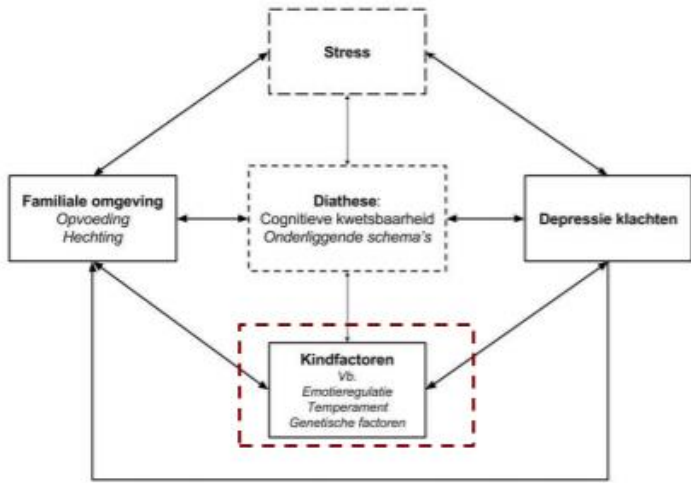 Stress
Familiale omgeving
Opvoeding
Hechting
Diathese:
Cognitieve kwetsbaarheid
Onderliggende schema's
Depressie klachten
Kindfactoren
Vb.
Emotieregulatie
Temperament
Genetische factoren